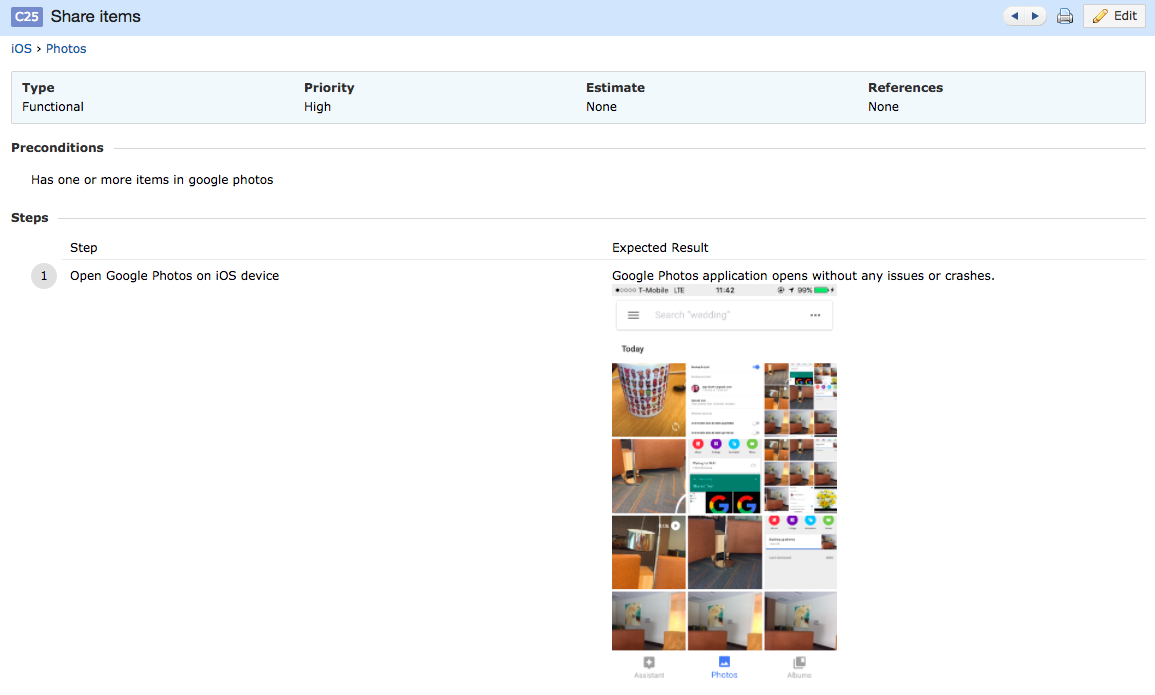 C25 Share items
Edit
iOS > Photos
Type Priority Estimate References
Functional High None None
Preconditions
Has one or more items in google photos
Steps
Step Expected Result
1 Open Google Photos on iOS device Google Photos application opens without any issues or crashes.
T-Mobile LTE 11:42 99%
Search "wedding"
Today
Assistant Photos Albums